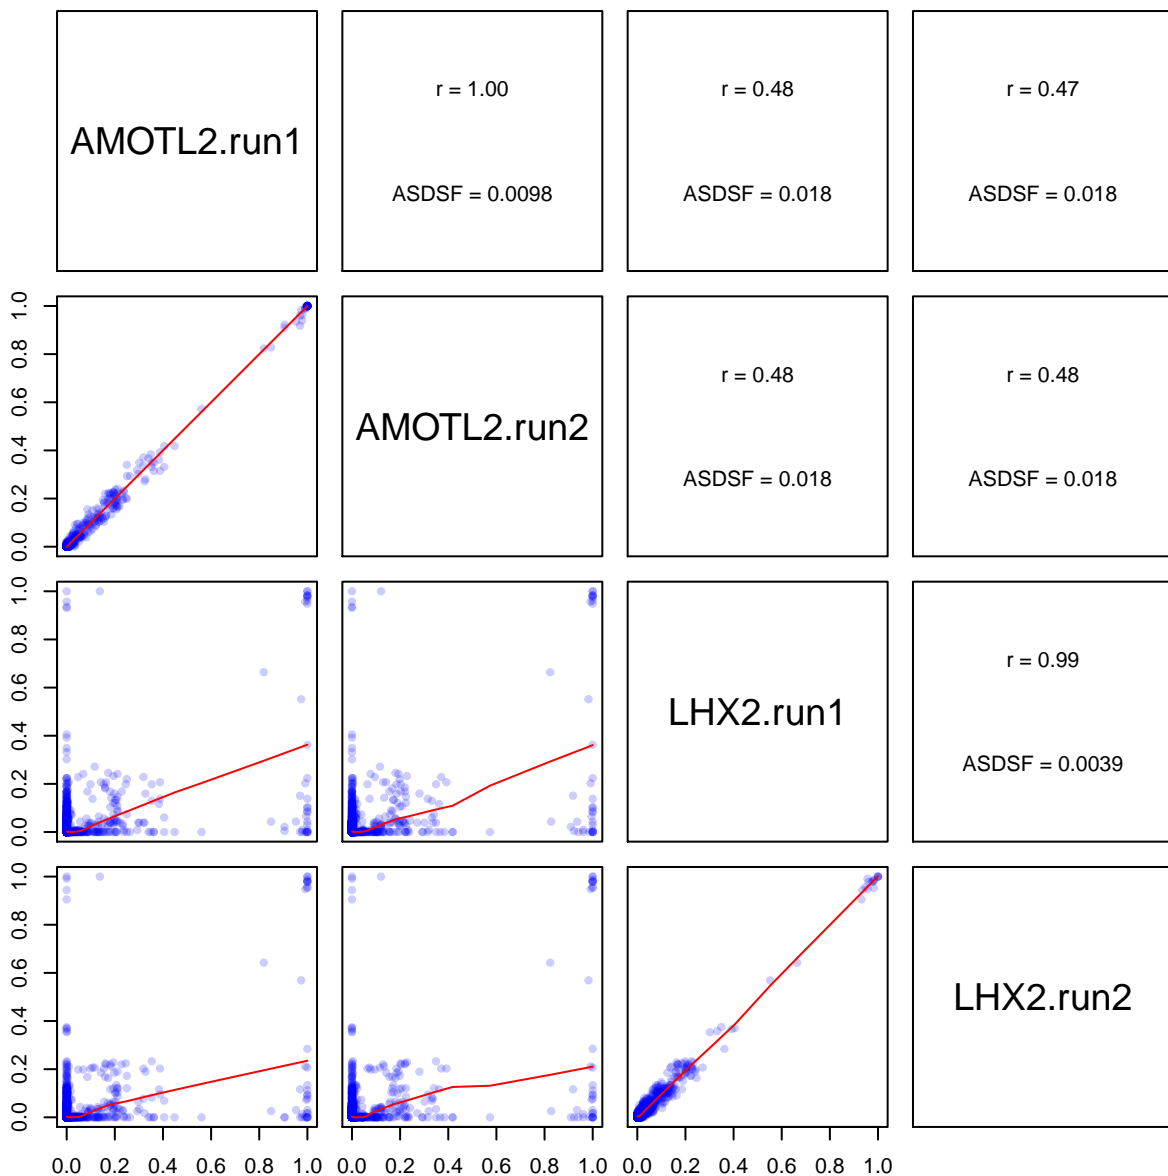 r = 1.00
r = 0.48
r = 0.47
AMOTL2.run1
ASDSF = 0.0098
ASDSF = 0.018
ASDSF = 0.018
1.0
0.8
0.6
0.4
0.2
0.0
r = 0.48
r = 0.48
AMOTL2.run2
ASDSF = 0.018
ASDSF = 0.018
1.0
0.8
0.6
0.4
0.2
0.0
r = 0.99
LHX2.run1
ASDSF = 0.0039
1.0
0.8
0.6
0.4
0.2
0.0
LHX2.run2
0.0 0.2 0.4 0.6 0.8 1.0
0.0 0.2 0.4 0.6 0.8 1.0
0.0 0.2 0.4 0.6 0.8 1.0